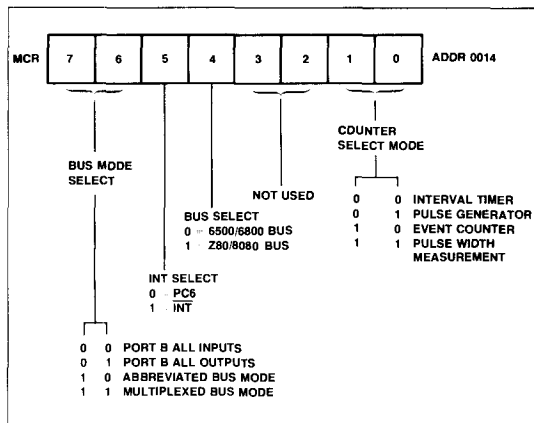 MCR 7 6 5 4 3 2 1 0 ADDR 0014
COUNTER
SELECT MODE
BUS MODE
SELECT
NOT USED
0 0 INTERVAL TIMER
0 1 PULSE GENERATOR
1 0 EVENT COUNTER
1 1 PULSE WIDTH
MEASUREMENT
BUS SELECT
0 = 6500/6800 BUS
1 - Z80/8080 BUS
INT SELECT
0 - PC6
1 INT
0 0 PORT B ALL INPUTS
0 1 PORT B ALL OUTPUTS
1 0 ABBREVIATED BUS MODE
1 1 MULTIPLEXED BUS MODE